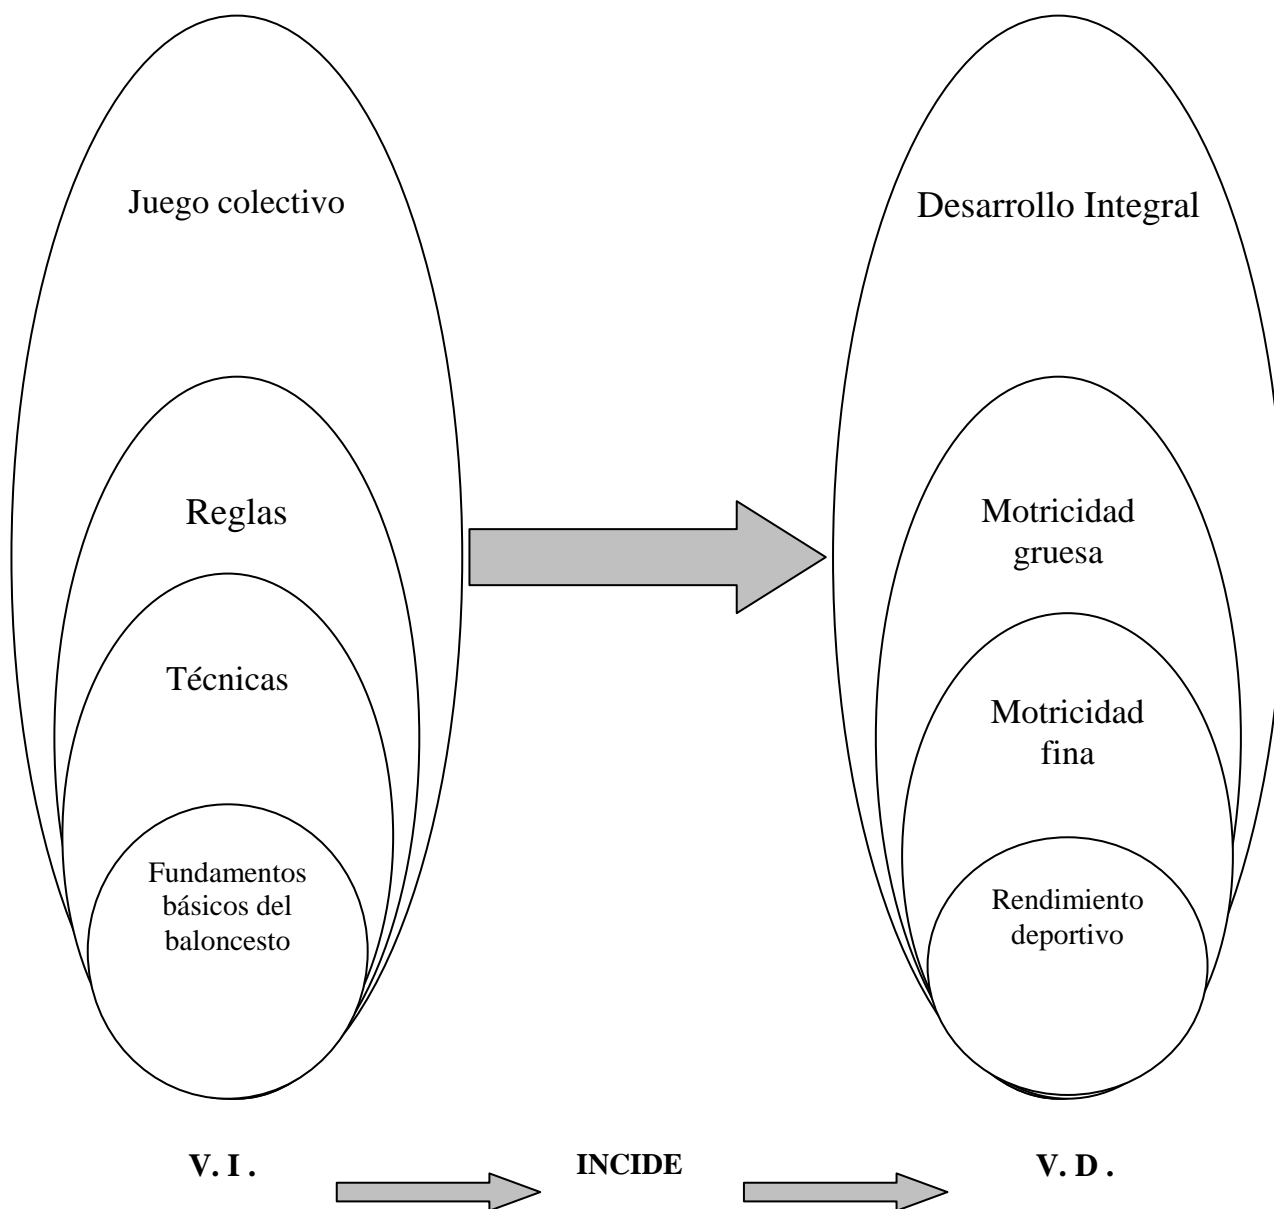 Juego colectivo
Reglas
Técnicas
Fundamentos
básicos del
baloncesto
Desarrollo Integral
Motricidad
gruesa
Motricidad
fina
Rendimiento
deportivo
V. I .
INCIDE
V. D .